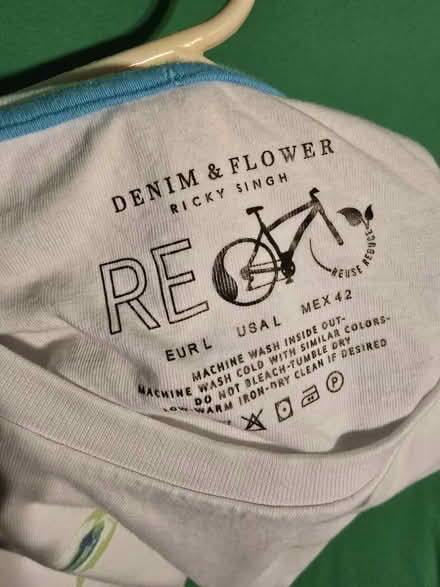 DENIM & FLOWER
RICKY SINGH
RE
REUSE REDUCE
EUR L USA L MEX 42
MACHINE WASH INSIDE OUT-
MACHINE WASH COLD WITH SIMILAR COLORS-
DO NOT BLEACH-TUMBLE DRY
LOW-WARM IRON-DRY CLEAN IF DESIRED
P